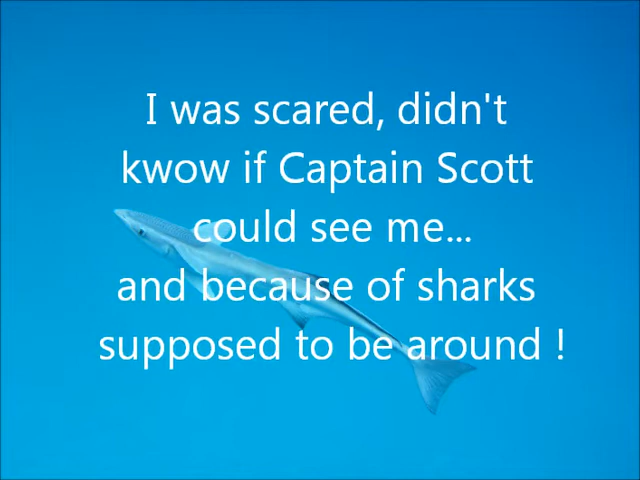 I was scared, didn't
kwow if Captain Scott
could see me...
and because of sharks
supposed to be around !